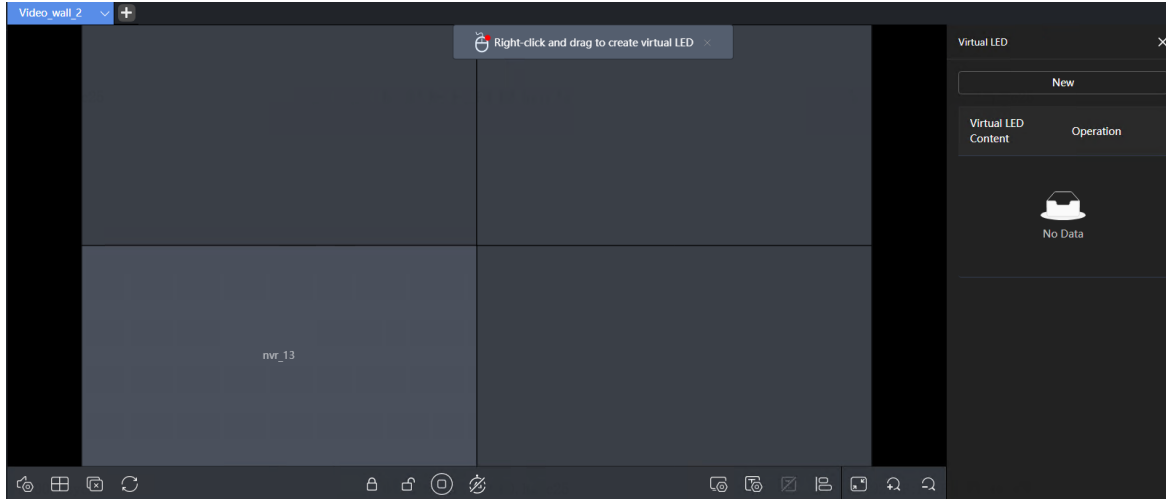 Video_wall_2
Right-click and drag to create virtual LED
Virtual LED
New
Virtual LED
Content
Operation
No Data
nvr_13